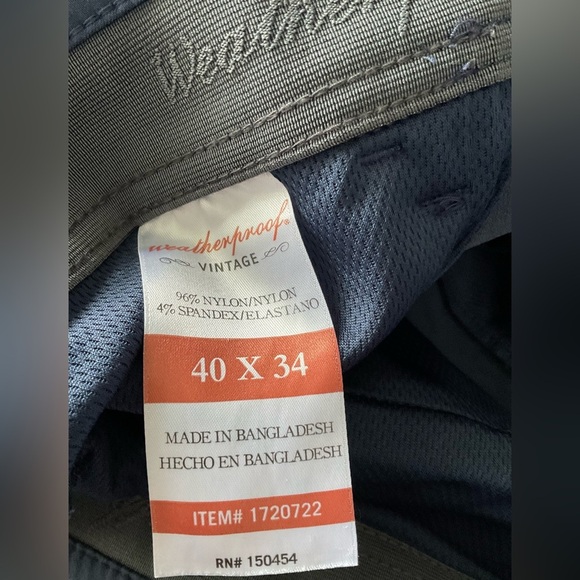 weatherproof®
VINTAGE
96% NYLON/NYLON
4% SPANDEX/ELASTANO
40 X 34
MADE IN BANGLADESH
HECHO EN BANGLADESH
ITEM# 1720722
RN# 150454